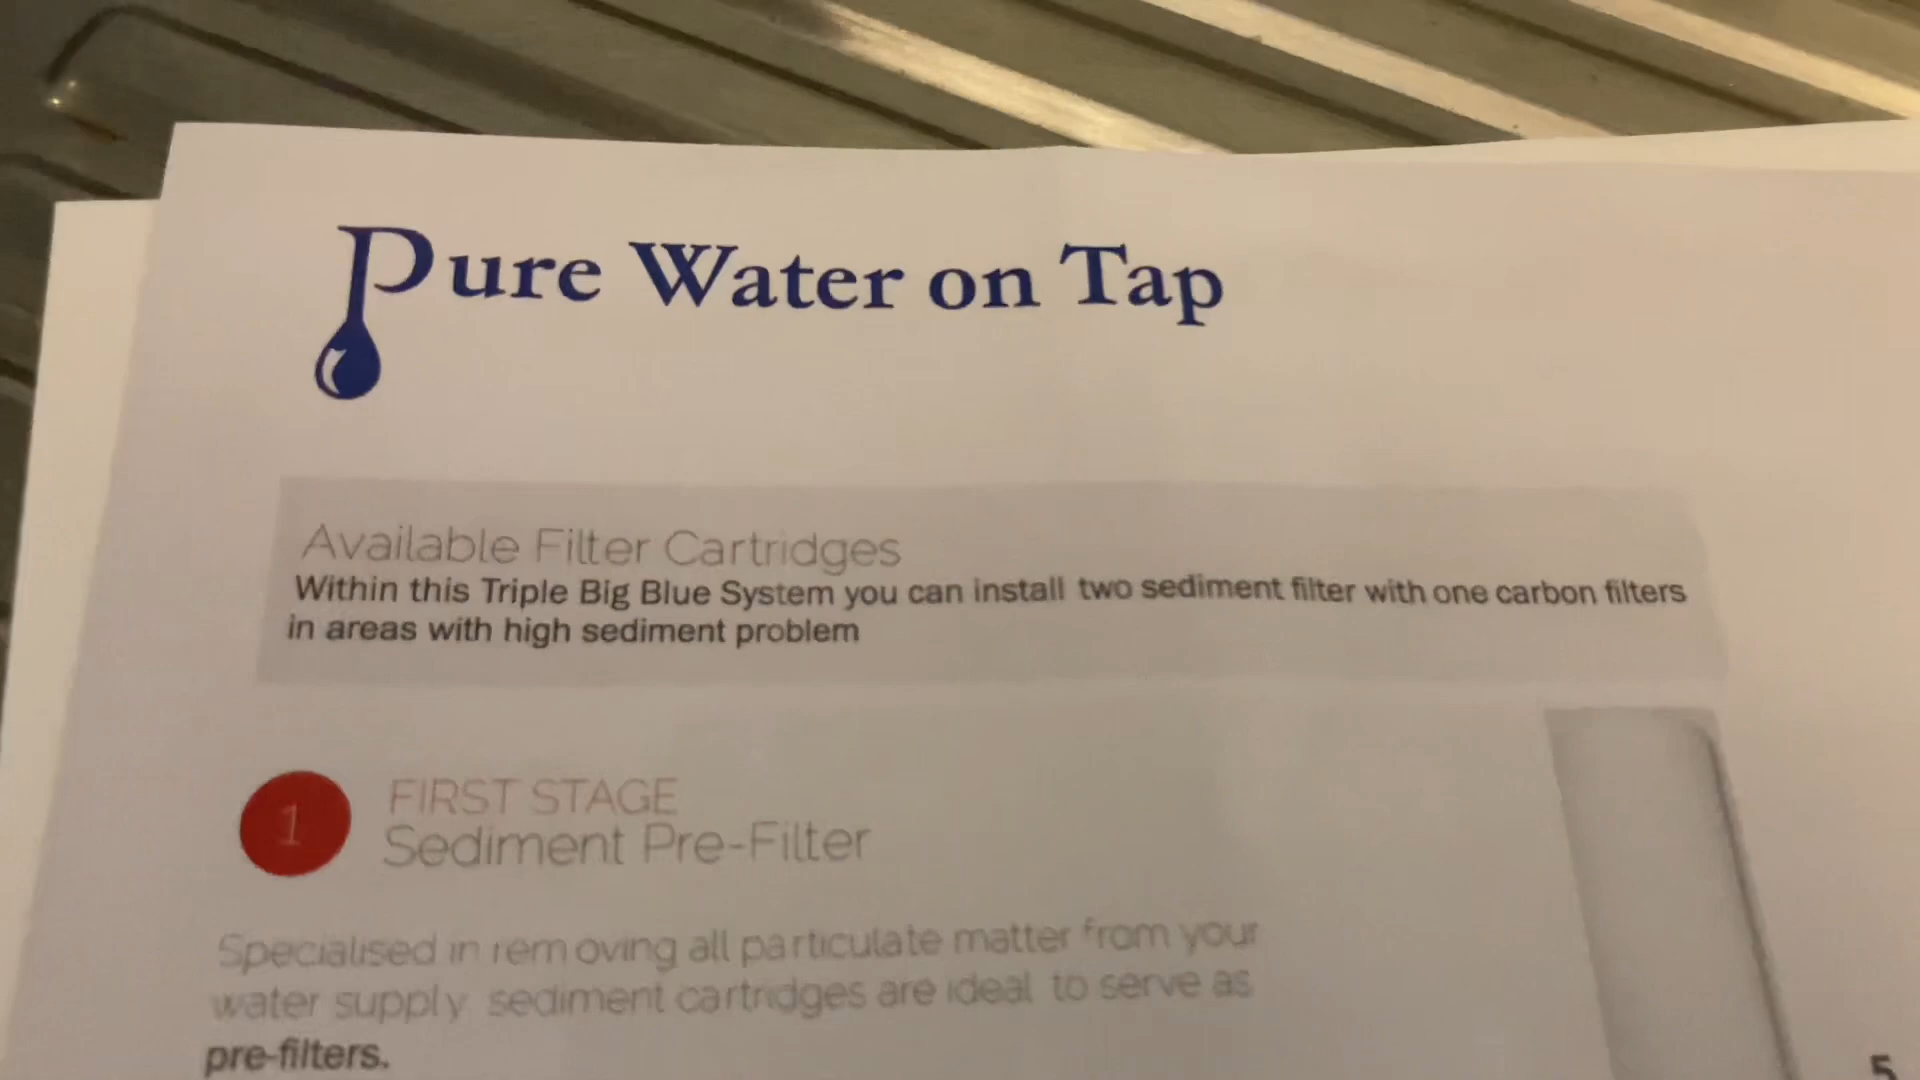 Pure Water on Tap
Available Filter Cartridges
Within this Triple Big Blue System you can install two sediment filter with one carbon filters
in areas with high sediment problem
1
FIRST STAGE
Sediment Pre-Filter
Specialised in removing all particulate matter from your
water supply sediment cartridges are ideal to serve as
pre-filters.
5